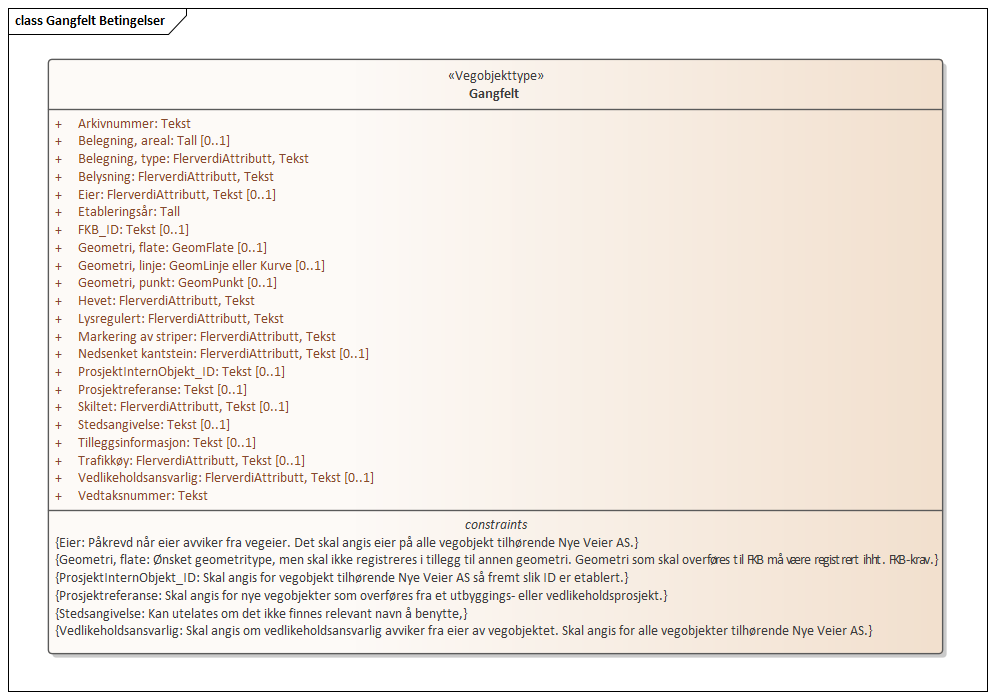 class Gangfelt Betingelser
«Vegobjekttype»
Gangfelt
+ Arkivnummer: Tekst
+ Belegning, areal: Tall [0..1]
+ Belegning, type: FlerverdiAttributt, Tekst
+ Belysning: FlerverdiAttributt, Tekst
+ Eier: FlerverdiAttributt, Tekst [0..1]
+ Etableringsår: Tall
+ FKB_ID: Tekst [0..1]
+ Geometri, flate: GeomFlate [0..1]
+ Geometri, linje: GeomLinje eller Kurve [0..1]
+ Geometri, punkt: GeomPunkt [0..1]
+ Hevet: FlerverdiAttributt, Tekst
+ Lysregulert: FlerverdiAttributt, Tekst
+ Markering av striper: FlerverdiAttributt, Tekst
+ Nedsenket kantstein: FlerverdiAttributt, Tekst [0..1]
+ ProsjektInternObjekt_ID: Tekst [0..1]
+ Prosjektreferanse: Tekst [0..1]
+ Skiltet: FlerverdiAttributt, Tekst [0..1]
+ Stedsangivelse: Tekst [0..1]
+ Tilleggsinformasjon: Tekst [0..1]
+ Trafikkøy: FlerverdiAttributt, Tekst [0..1]
+ Vedlikeholdsansvarlig: FlerverdiAttributt, Tekst [0..1]
+ Vedtaksnummer: Tekst
constraints
{Eier: Påkrevd når eier avviker fra vegeier. Det skal angis eier på alle vegobjekt tilhørende Nye Veier AS.}
{Geometri, flate: Ønsket geometritype, men skal ikke registreres i tillegg til annen geometri. Geometri som skal overføres til FKB må være registrert ihht. FKB-krav.}
{ProsjektInternObjekt_ID: Skal angis for vegobjekt tilhørende Nye Veier AS så fremt slik ID er etablert.}
{Prosjektreferanse: Skal angis for nye vegobjekter som overføres fra et utbyggings- eller vedlikeholdsprosjekt.}
{Stedsangivelse: Kan utelates om det ikke finnes relevant navn å benytte,}
{Vedlikeholdsansvarlig: Skal angis om vedlikeholdsansvarlig avviker fra eier av vegobjektet. Skal angis for alle vegobjekter tilhørende Nye Veier AS.}